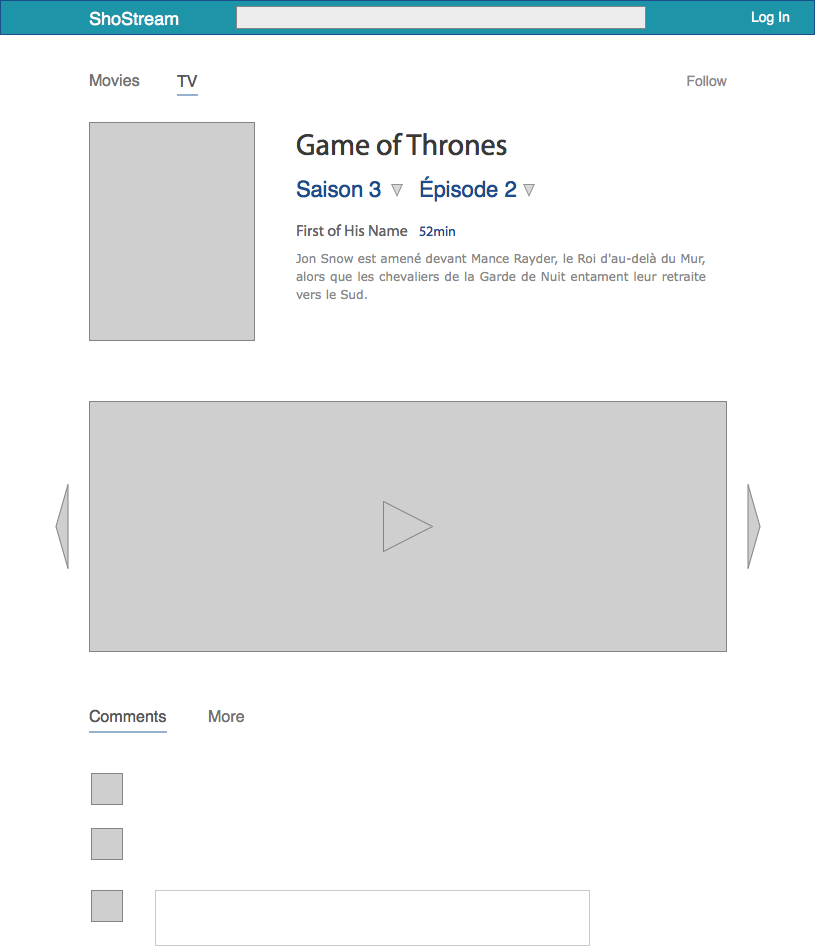 ShoStream
Log In
Movies
TV
Follow
Game of Thrones
Saison 3
Épisode 2
First of His Name 52min
Jon Snow est amené devant Mance Rayder, le Roi d'au-delà du Mur,
alors que les chevaliers de la Garde de Nuit entament leur retraite
vers le Sud.
Comments
More